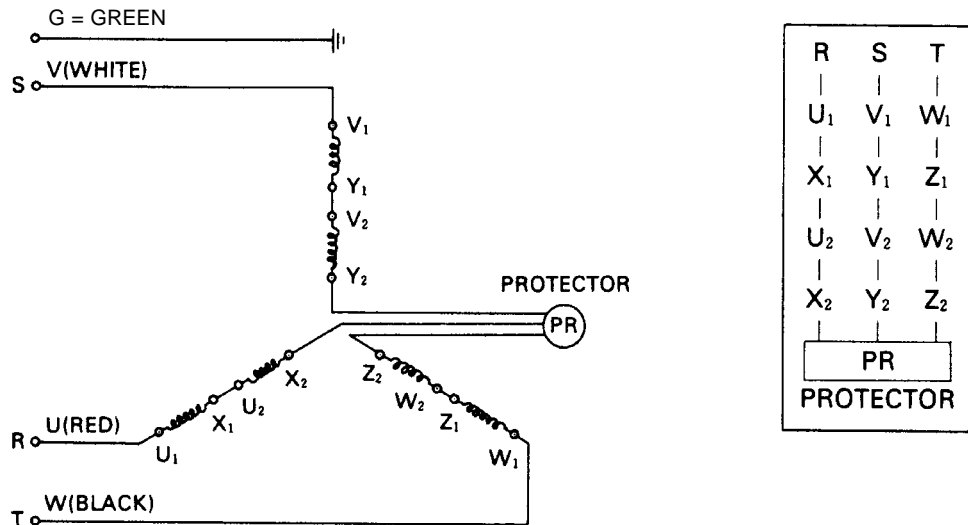 G = GREEN
V(WHITE)
S
V₁
Y₁
V₂
Y₂
PROTECTOR
PR
X₂
U₂
X₁
U₁
Z₂
W₂
Z₁
W₁
U(RED)
R
W(BLACK)
T
R S T
U₁ V₁ W₁
X₁ Y₁ Z₁
U₂ V₂ W₂
X₂ Y₂ Z₂
PR
PROTECTOR